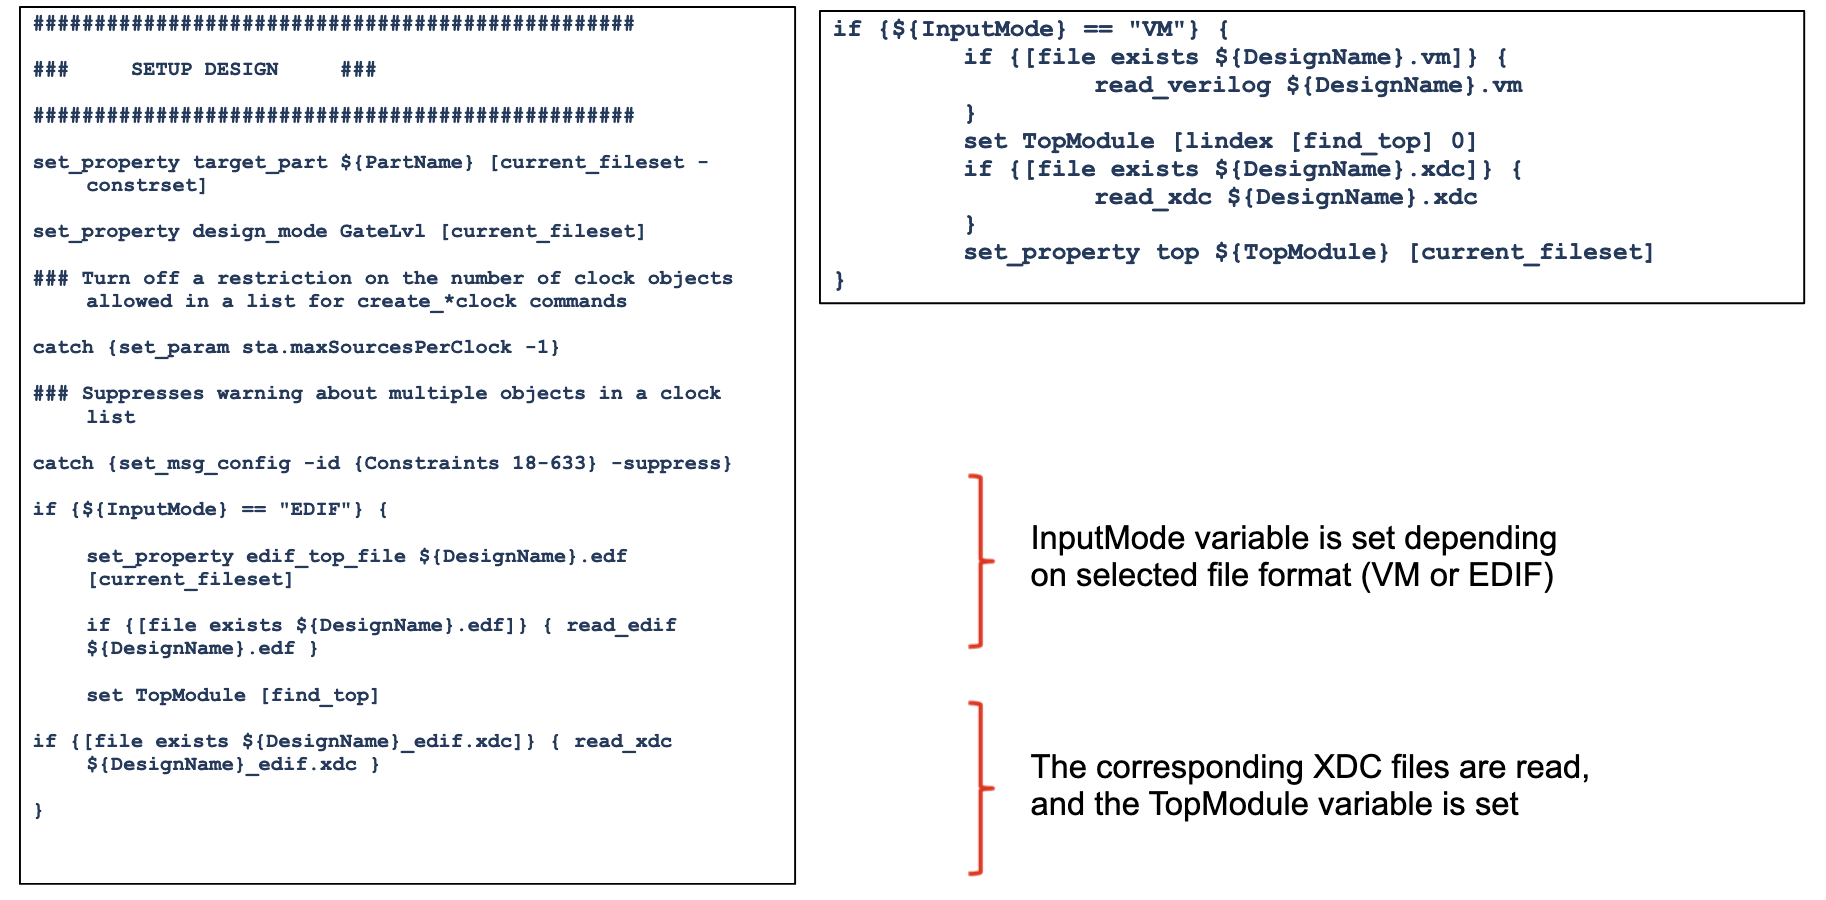 #################################################
### SETUP DESIGN ###
#################################################
set_property target_part ${PartName} [current_fileset -
constrset]
set_property design_mode GateLvl [current_fileset]
### Turn off a restriction on the number of clock objects
allowed in a list for create_*clock commands
catch {set_param sta.maxSourcesPerClock -1}
### Suppresses warning about multiple objects in a clock
list
catch {set_msg_config -id {Constraints 18-633} -suppress}
if {${InputMode} == "EDIF"} {
set_property edif_top_file ${DesignName}.edf
[current_fileset]
if {[file exists ${DesignName}.edf]} { read_edif
${DesignName}.edf }
set TopModule [find_top]
if {[file exists ${DesignName}_edif.xdc]} { read_xdc
${DesignName}_edif.xdc }
}
if {${InputMode} == "VM"} {
if {[file exists ${DesignName}.vm]} {
read_verilog ${DesignName}.vm
}
set TopModule [lindex [find_top] 0]
if {[file exists ${DesignName}.xdc]} {
read_xdc ${DesignName}.xdc
}
set_property top ${TopModule} [current_fileset]
}
InputMode variable is set depending
on selected file format (VM or EDIF)
The corresponding XDC files are read,
and the TopModule variable is set